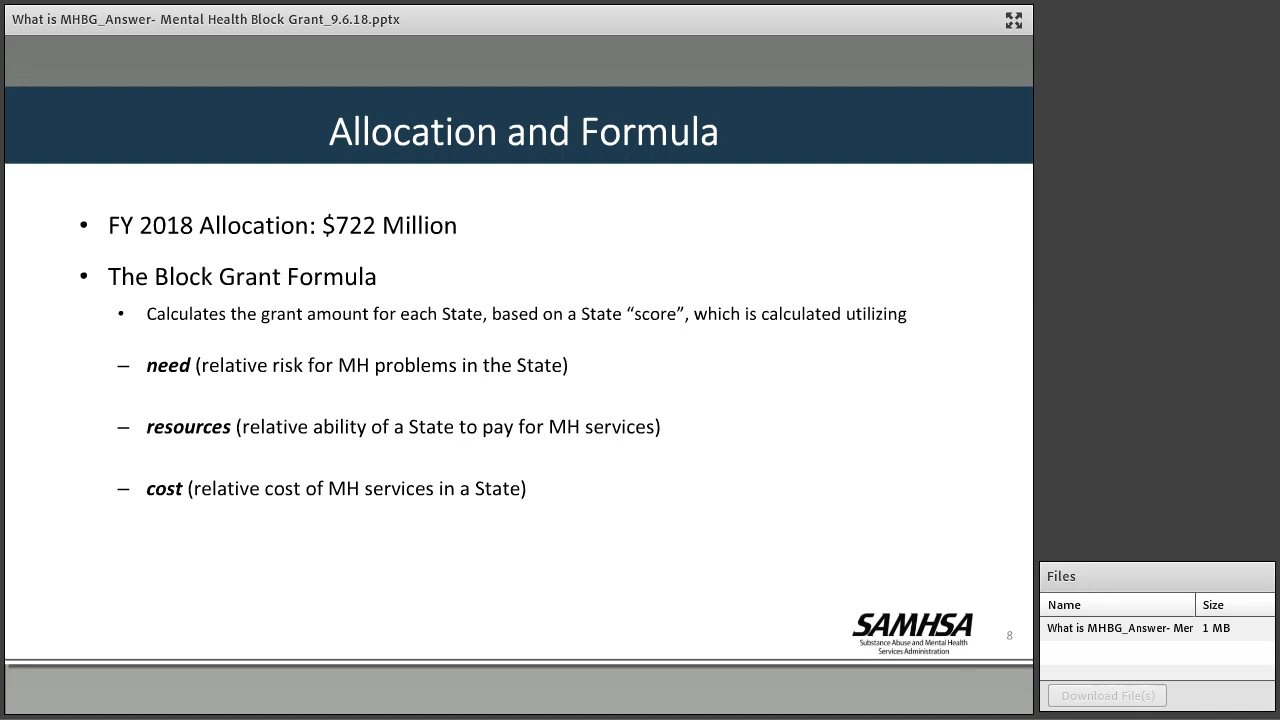 What is MHBG_Answer- Mental Health Block Grant_9.6.18.pptx
Allocation and Formula
• FY 2018 Allocation: $722 Million
• The Block Grant Formula
• Calculates the grant amount for each State, based on a State “score”, which is calculated utilizing
– need (relative risk for MH problems in the State)
– resources (relative ability of a State to pay for MH services)
– cost (relative cost of MH services in a State)
SAMHSA
Substance Abuse and Mental Health
Services Administration
8
Files
Name Size
What is MHBG_Answer- Mer 1 MB
Download File(s)